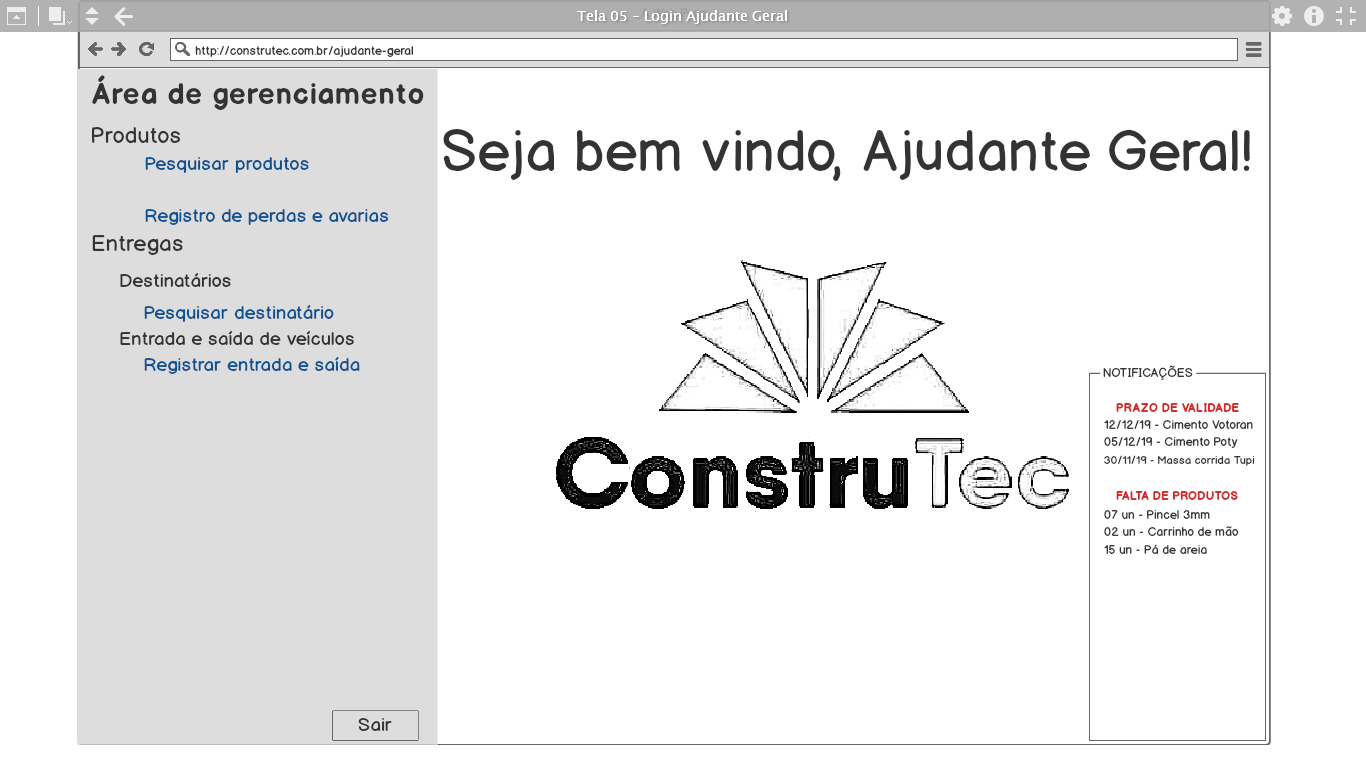 Tela 05 - Login Ajudante Geral
http://construtec.com.br/ajudante-geral
Área de gerenciamento
Produtos
Pesquisar produtos
Registro de perdas e avarias
Entregas
Destinatários
Pesquisar destinatário
Entrada e saída de veículos
Registrar entrada e saída
Sair
Seja bem vindo, Ajudante Geral!
ConstruTec
NOTIFICAÇÕES
PRAZO DE VALIDADE
12/12/19 - Cimento Votoran
05/12/19 - Cimento Poty
30/11/19 - Massa corrida Tupi
FALTA DE PRODUTOS
07 un - Pincel 3mm
02 un - Carrinho de mão
15 un - Pá de areia